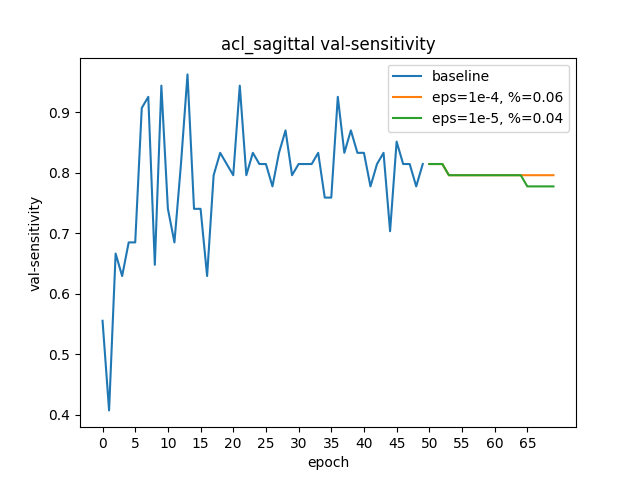 acl_sagittal val-sensitivity
baseline
eps=1e-4, %=0.06
eps=1e-5, %=0.04
0.9
0.8
0.7
0.6
0.5
0.4
val-sensitivity
0 5 10 15 20 25 30 35 40 45 50 55 60 65
epoch